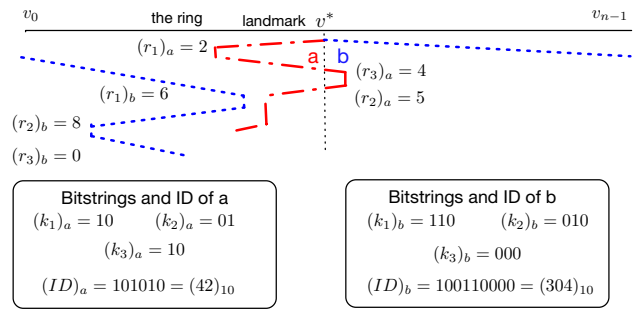 v_0 the ring landmark v* v_{n−1}
(r_1)_a = 2
a b
(r_3)_a = 4
(r_1)_b = 6
(r_2)_a = 5
(r_2)_b = 8
(r_3)_b = 0
Bitstrings and ID of a
(k_1)_a = 10 (k_2)_a = 01
(k_3)_a = 10
(ID)_a = 101010 = (42)_{10}
Bitstrings and ID of b
(k_1)_b = 110 (k_2)_b = 010
(k_3)_b = 000
(ID)_b = 100110000 = (304)_{10}